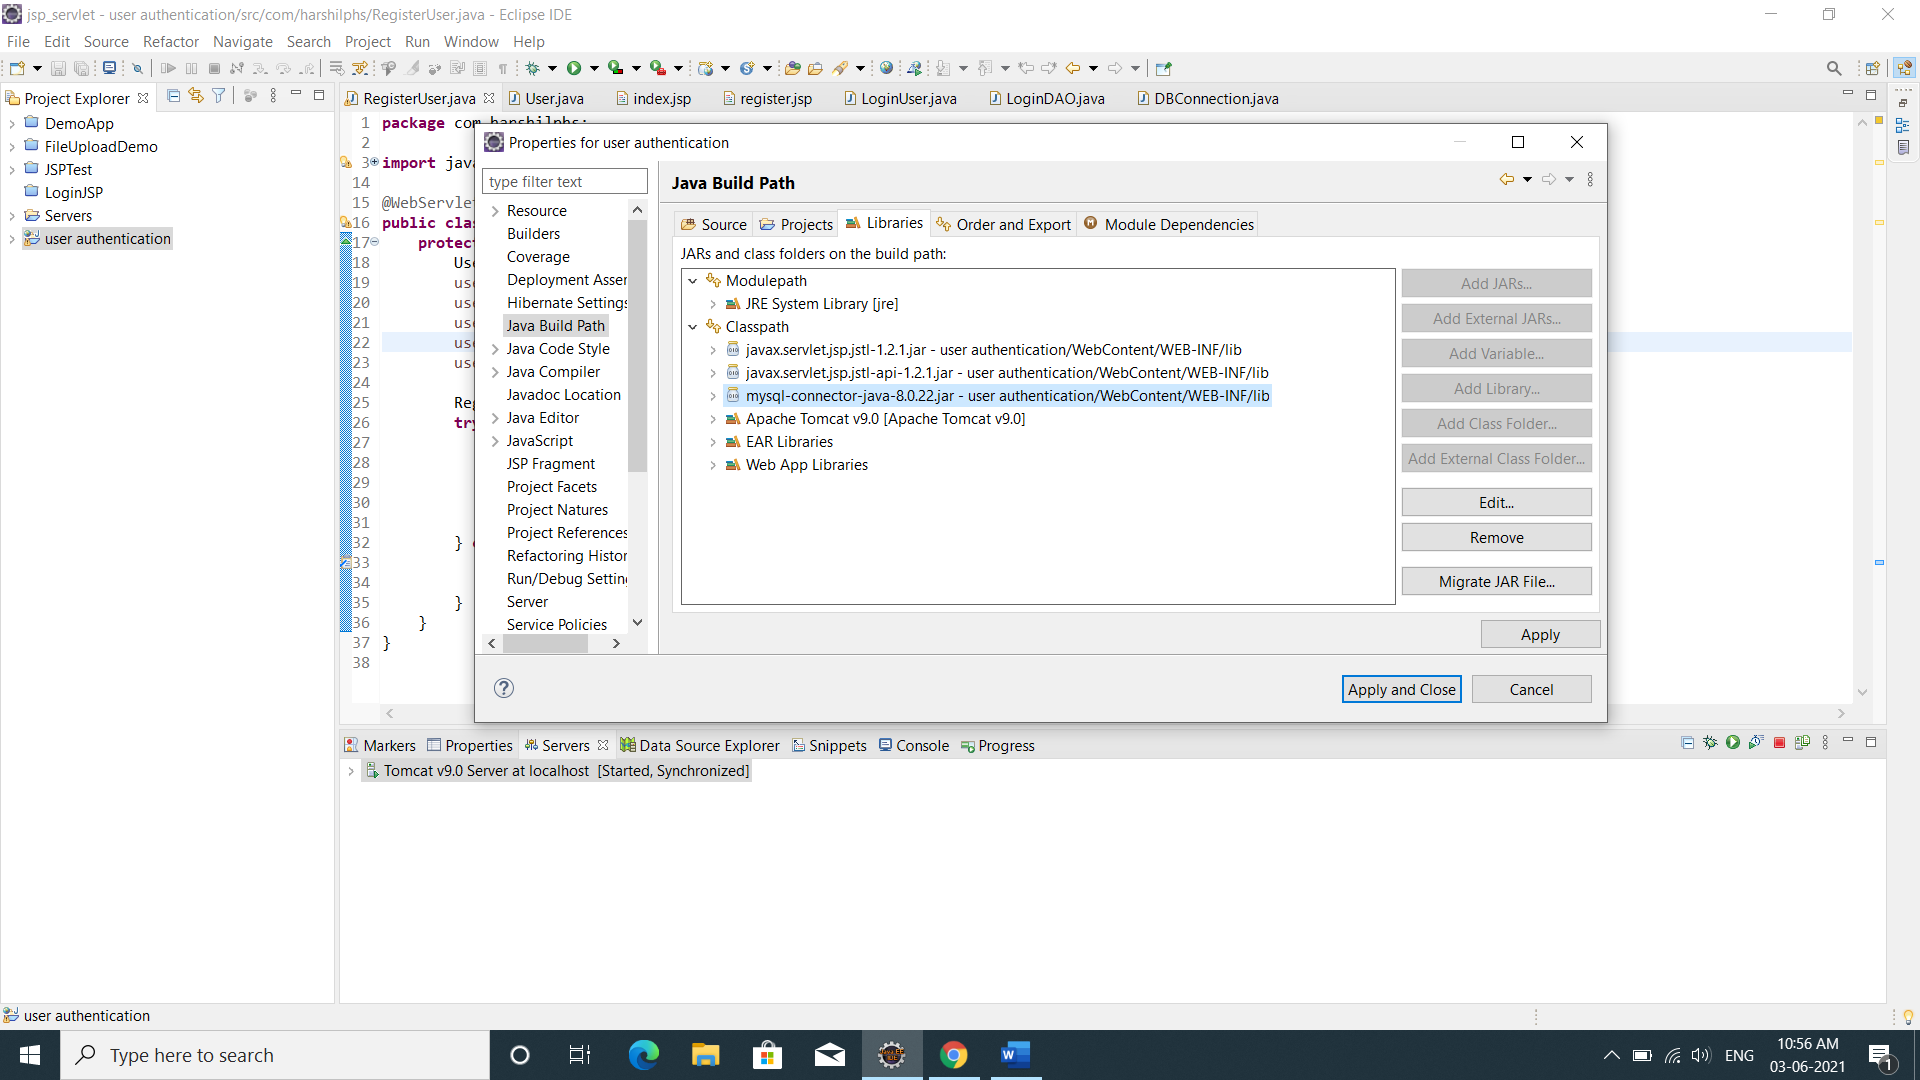 jsp_servlet - user authentication/src/com/harshilphs/RegisterUser.java - Eclipse IDE
File Edit Source Refactor Navigate Search Project Run Window Help
Project Explorer
RegisterUser.java User.java index.jsp register.jsp LoginUser.java LoginDAO.java DBConnection.java
DemoApp
FileUploadDemo
JSPTest
LoginJSP
Servers
user authentication
1 package com.harshilphs;
2
3 import java
14
15 @WebServlet
16 public clas
17 protect
18 Use
19 use
20 use
21 use
22 use
23 use
24
25 Reg
26 try
27
28
29
30
31
32 }
33
34
35 }
36 }
37 }
38
Properties for user authentication
type filter text
Resource
Builders
Coverage
Deployment Asser
Hibernate Settings
Java Build Path
Java Code Style
Java Compiler
Javadoc Location
Java Editor
JavaScript
JSP Fragment
Project Facets
Project Natures
Project References
Refactoring Histor
Run/Debug Setting
Server
Service Policies
Java Build Path
Source Projects Libraries Order and Export Module Dependencies
JARs and class folders on the build path:
Modulepath
JRE System Library [jre]
Classpath
javax.servlet.jsp.jstl-1.2.1.jar - user authentication/WebContent/WEB-INF/lib
javax.servlet.jsp.jstl-api-1.2.1.jar - user authentication/WebContent/WEB-INF/lib
mysql-connector-java-8.0.22.jar - user authentication/WebContent/WEB-INF/lib
Apache Tomcat v9.0 [Apache Tomcat v9.0]
EAR Libraries
Web App Libraries
Add JARs...
Add External JARs...
Add Variable...
Add Library...
Add Class Folder...
Add External Class Folder...
Edit...
Remove
Migrate JAR File...
Apply
Apply and Close Cancel
Markers Properties Servers Data Source Explorer Snippets Console Progress
Tomcat v9.0 Server at localhost [Started, Synchronized]
user authentication
Type here to search
ENG
10:56 AM
03-06-2021
1